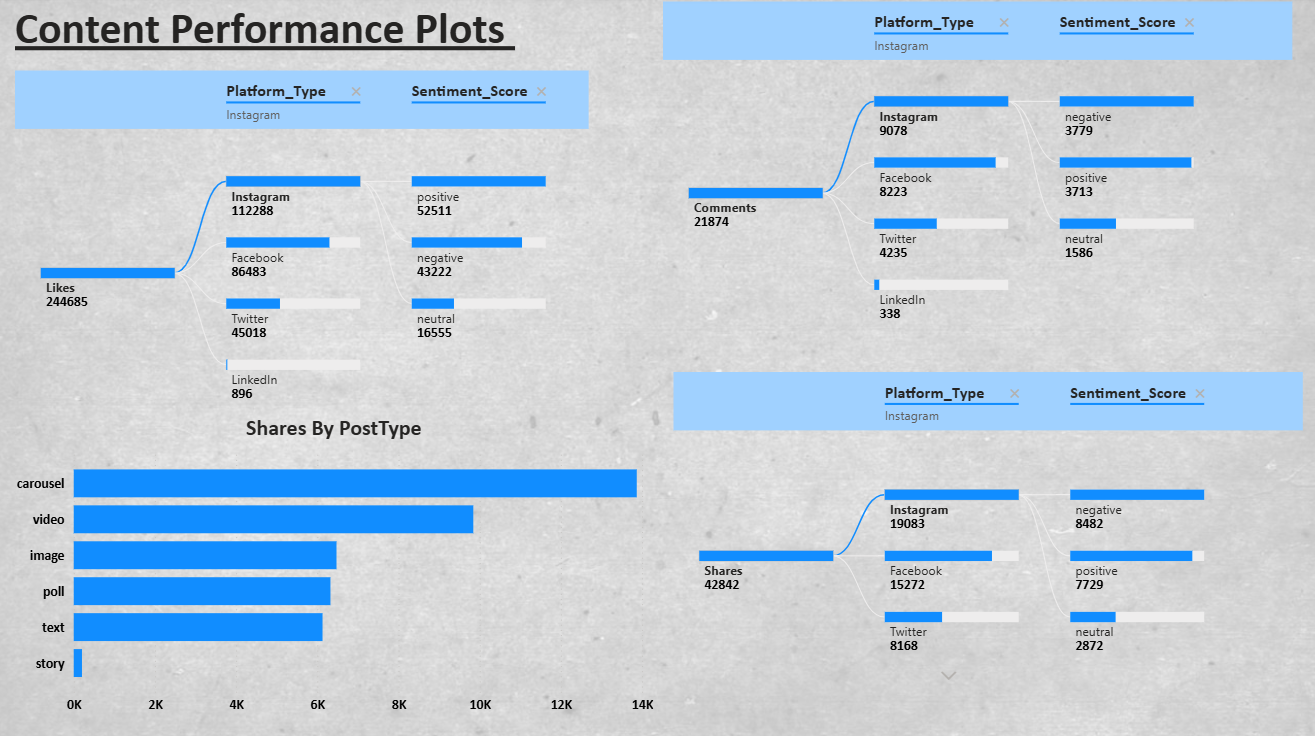 Content Performance Plots
Platform_Type ×
Sentiment_Score ×
Instagram
Likes
244685
Instagram
112288
Facebook
86483
Twitter
45018
LinkedIn
896
positive
52511
negative
43222
neutral
16555
Platform_Type ×
Sentiment_Score ×
Instagram
Comments
21874
Instagram
9078
Facebook
8223
Twitter
4235
LinkedIn
338
negative
3779
positive
3713
neutral
1586
Shares By PostType
carousel
video
image
poll
text
story
0K 2K 4K 6K 8K 10K 12K 14K
Platform_Type ×
Sentiment_Score ×
Instagram
Shares
42842
Instagram
19083
Facebook
15272
Twitter
8168
negative
8482
positive
7729
neutral
2872